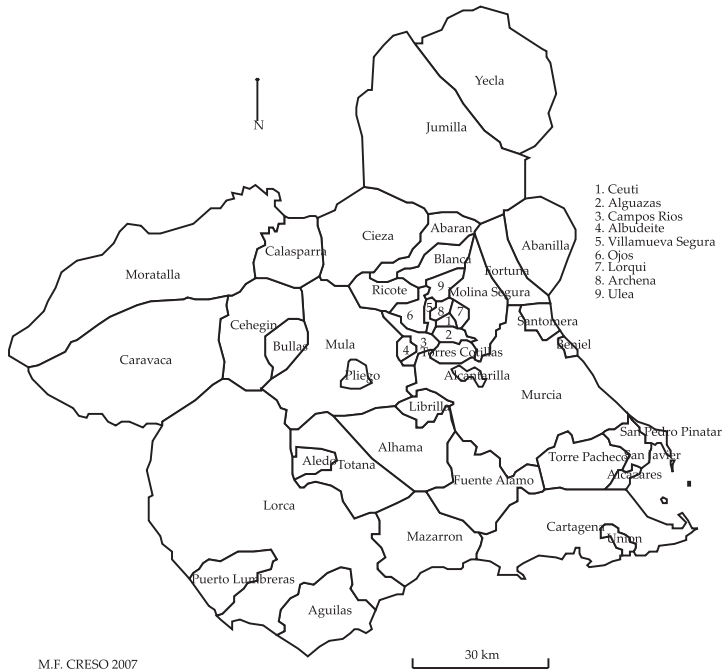 Yecla
N
Jumilla
1. Ceuti
2. Alguazas
3. Campos Rios
4. Albudeite
5. Villamueva Segura
6. Ojos
7. Lorqui
8. Archena
9. Ulea
Abaran
Cieza
Calasparra
Abanilla
Blanca
Moratalla
Fortuna
Ricote
9
Molina Segura
5
8
7
6
1
Cehegin
Santomera
2
Bullas
Mula
3
Beniel
4
Torres Cotillas
Caravaca
Pliego
Alcantarilla
Murcia
Librilla
San Pedro Pinatar
Alhama
Torre Pacheco
San Javier
Aledo
Totana
Alcazares
Fuente Alamo
Lorca
Cartagena
Mazarron
Union
Puerto Lumbreras
Aguilas
30 km
M.F. CRESO 2007